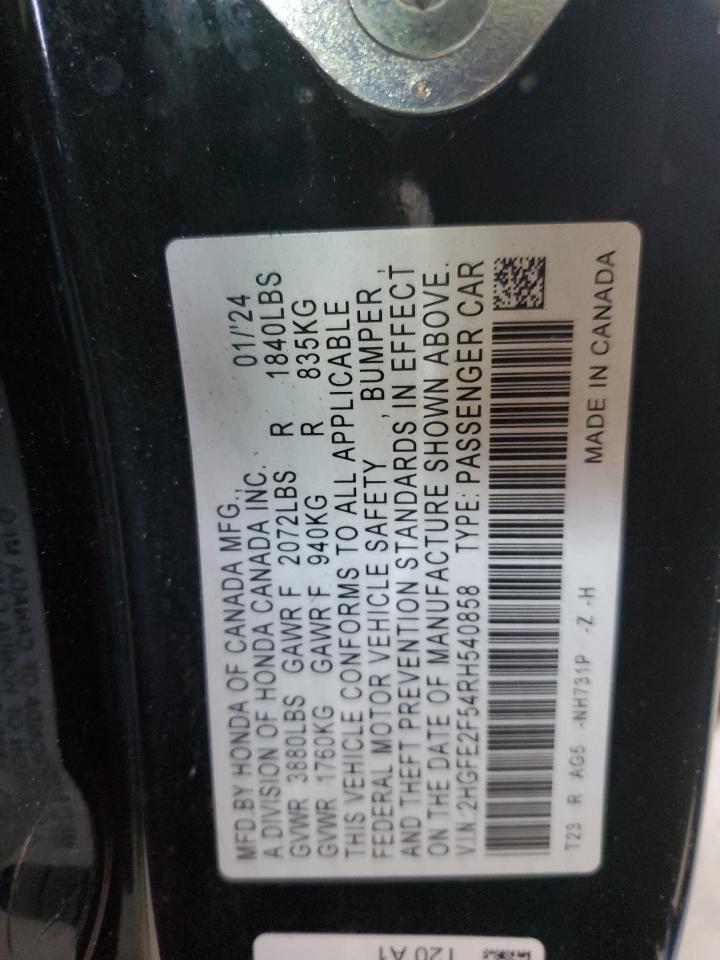 MFD.BY HONDA OF CANADA MFG., 01/'24
A DIVISION OF HONDA CANADA INC.
GVWR 3880LBS GAWR F 2072LBS R 1840LBS
GVWR 1760KG GAWR F 940KG R 835KG
THIS VEHICLE CONFORMS TO ALL APPLICABLE
FEDERAL MOTOR VEHICLE SAFETY , BUMPER ,
AND THEFT PREVENTION STANDARDS IN EFFECT
ON THE DATE OF MANUFACTURE SHOWN ABOVE.
V.I.N: 2HGFE2F54RH540858 TYPE: PASSENGER CAR
T23 R AG5 -NH731P -Z -H MADE IN CANADA
120 A1